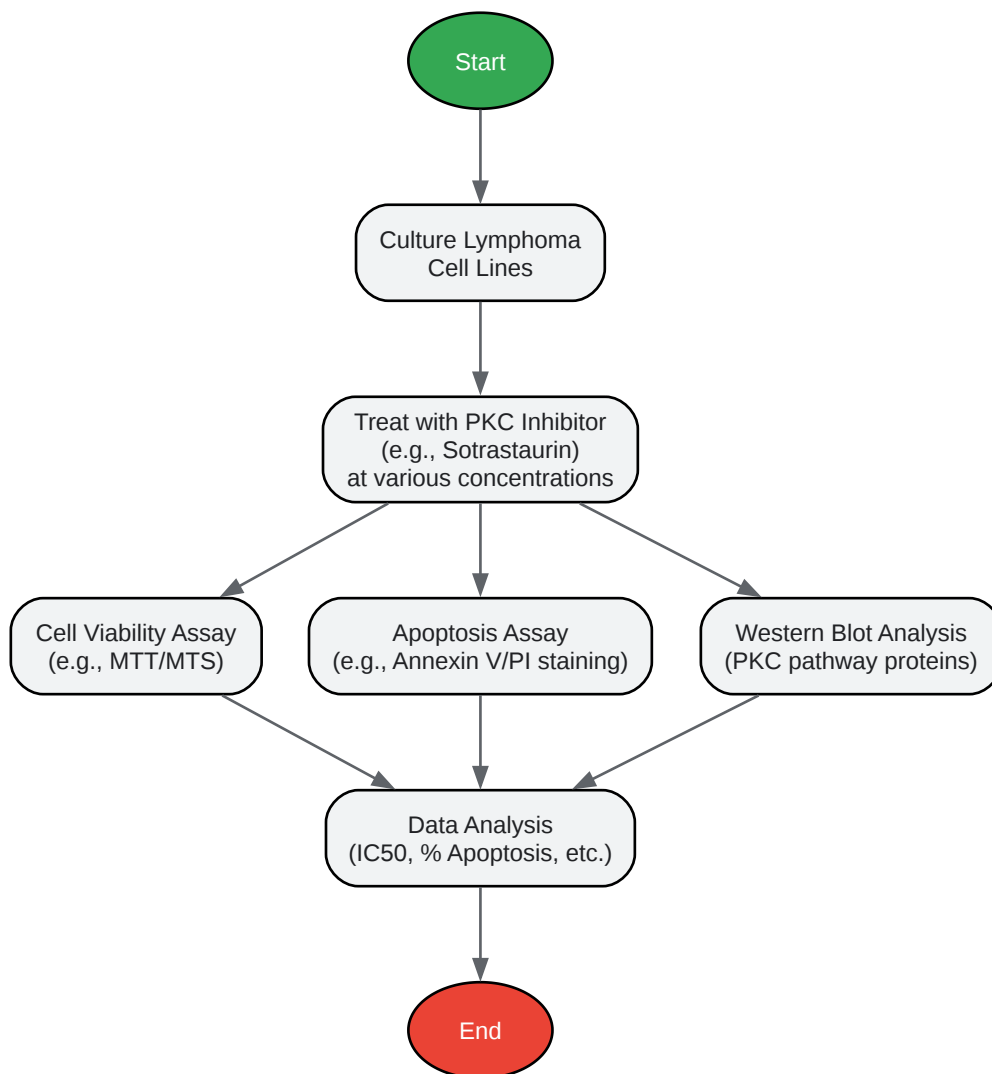 Start
Culture Lymphoma
Cell Lines
Treat with PKC Inhibitor
(e.g., Sotrastaurin)
at various concentrations
Cell Viability Assay
(e.g., MTT/MTS)
Apoptosis Assay
(e.g., Annexin V/PI staining)
Western Blot Analysis
(PKC pathway proteins)
Data Analysis
(IC50, % Apoptosis, etc.)
End